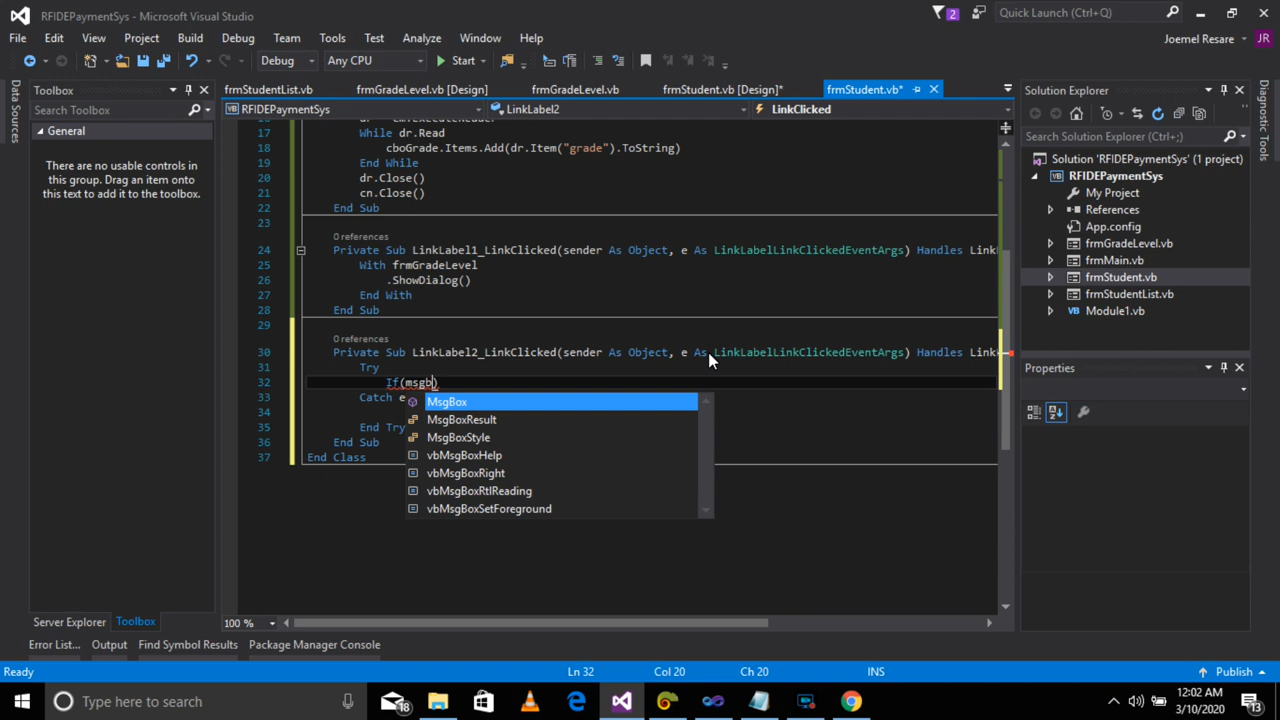 RFIDEPaymentSys - Microsoft Visual Studio
2
Quick Launch (Ctrl+Q)
File Edit View Project Build Debug Team Tools Test Analyze Window Help
Joemel Resare
JR
Debug
Any CPU
Start
Data Sources
Toolbox
Search Toolbox
General
There are no usable controls in
this group. Drag an item onto
this text to add it to the toolbox.
Server Explorer
Toolbox
frmStudentList.vb
frmGradeLevel.vb [Design]
frmGradeLevel.vb
frmStudent.vb [Design]*
frmStudent.vb*
RFIDEPaymentSys
LinkLabel2
LinkClicked
17 While dr.Read
18 cboGrade.Items.Add(dr.Item("grade").ToString)
19 End While
20 dr.Close()
21 cn.Close()
22 End Sub
23
0 references
24 Private Sub LinkLabel1_LinkClicked(sender As Object, e As LinkLabelLinkClickedEventArgs) Handles Link
25 With frmGradeLevel
26 .ShowDialog()
27 End With
28 End Sub
29
0 references
30 Private Sub LinkLabel2_LinkClicked(sender As Object, e As LinkLabelLinkClickedEventArgs) Handles Link
31 Try
32 If(msgb)
33 Catch e
34
35 End Try
36 End Sub
37 End Class
MsgBox
MsgBoxResult
MsgBoxStyle
vbMsgBoxHelp
vbMsgBoxRight
vbMsgBoxRtlReading
vbMsgBoxSetForeground
100 %
Solution Explorer
Search Solution Explorer (Ctrl+;)
Solution 'RFIDEPaymentSys' (1 project)
RFIDEPaymentSys
My Project
References
App.config
frmGradeLevel.vb
frmMain.vb
frmStudent.vb
frmStudentList.vb
Module1.vb
Properties
Diagnostic Tools
Error List...
Output
Find Symbol Results
Package Manager Console
Ready
Ln 32
Col 20
Ch 20
INS
Publish
Type here to search
18
12:02 AM
3/10/2020
13